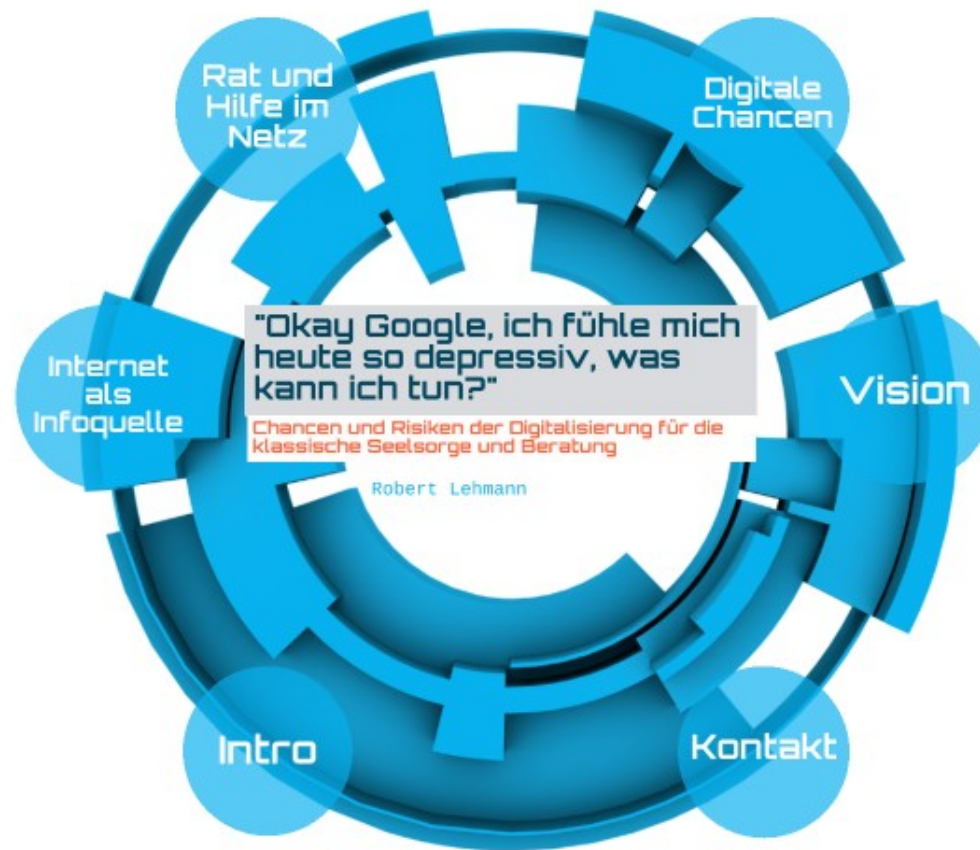 Rat und
Hilfe im
Netz
Digitale
Chancen
"Okay Google, ich fühle mich
heute so depressiv, was
kann ich tun?"
Chancen und Risiken der Digitalisierung für die
klassische Seelsorge und Beratung
Robert Lehmann
Internet
als
Infoquelle
Vision
Intro
Kontakt